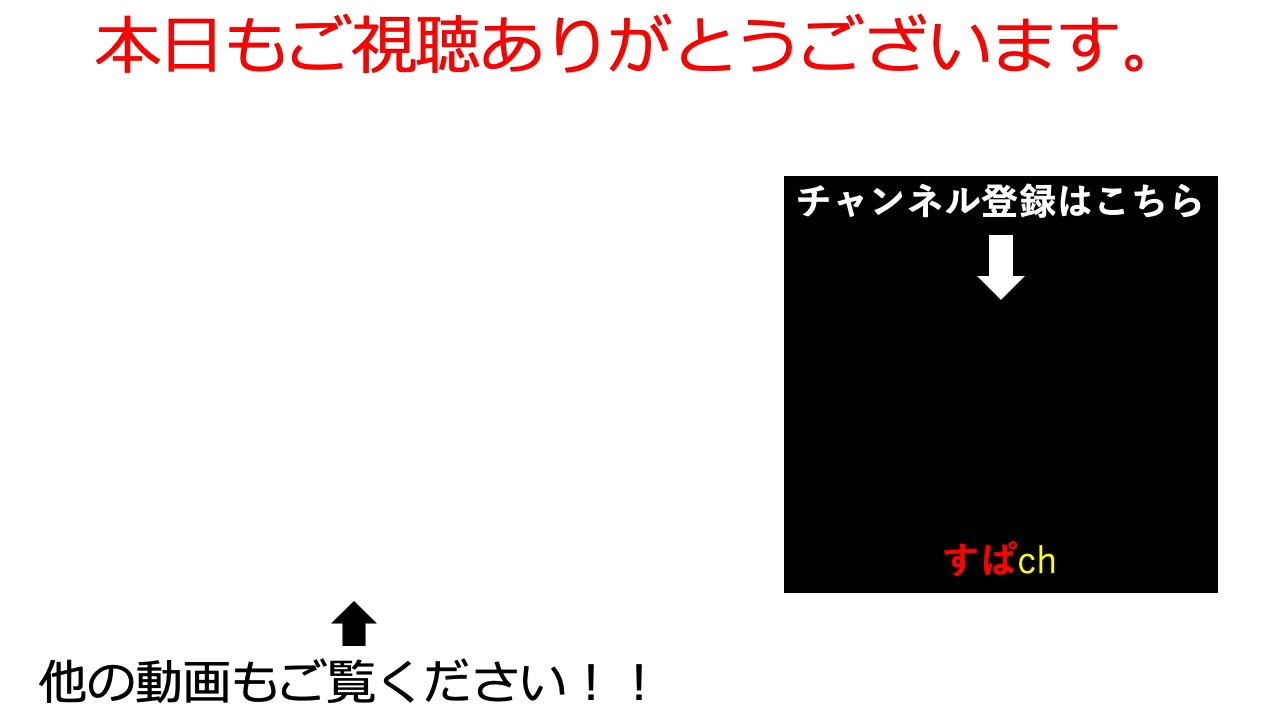 本日もご視聴ありがとうございます。
チャンネル登録はこちら
すぱch
他の動画もご覧ください！！